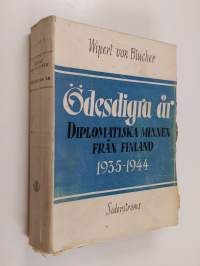 Wipert von Blücher
Ödesdigra år
DIPLOMATISKA MINNEN
FRÅN FINLAND
1935-1944
Söderströms